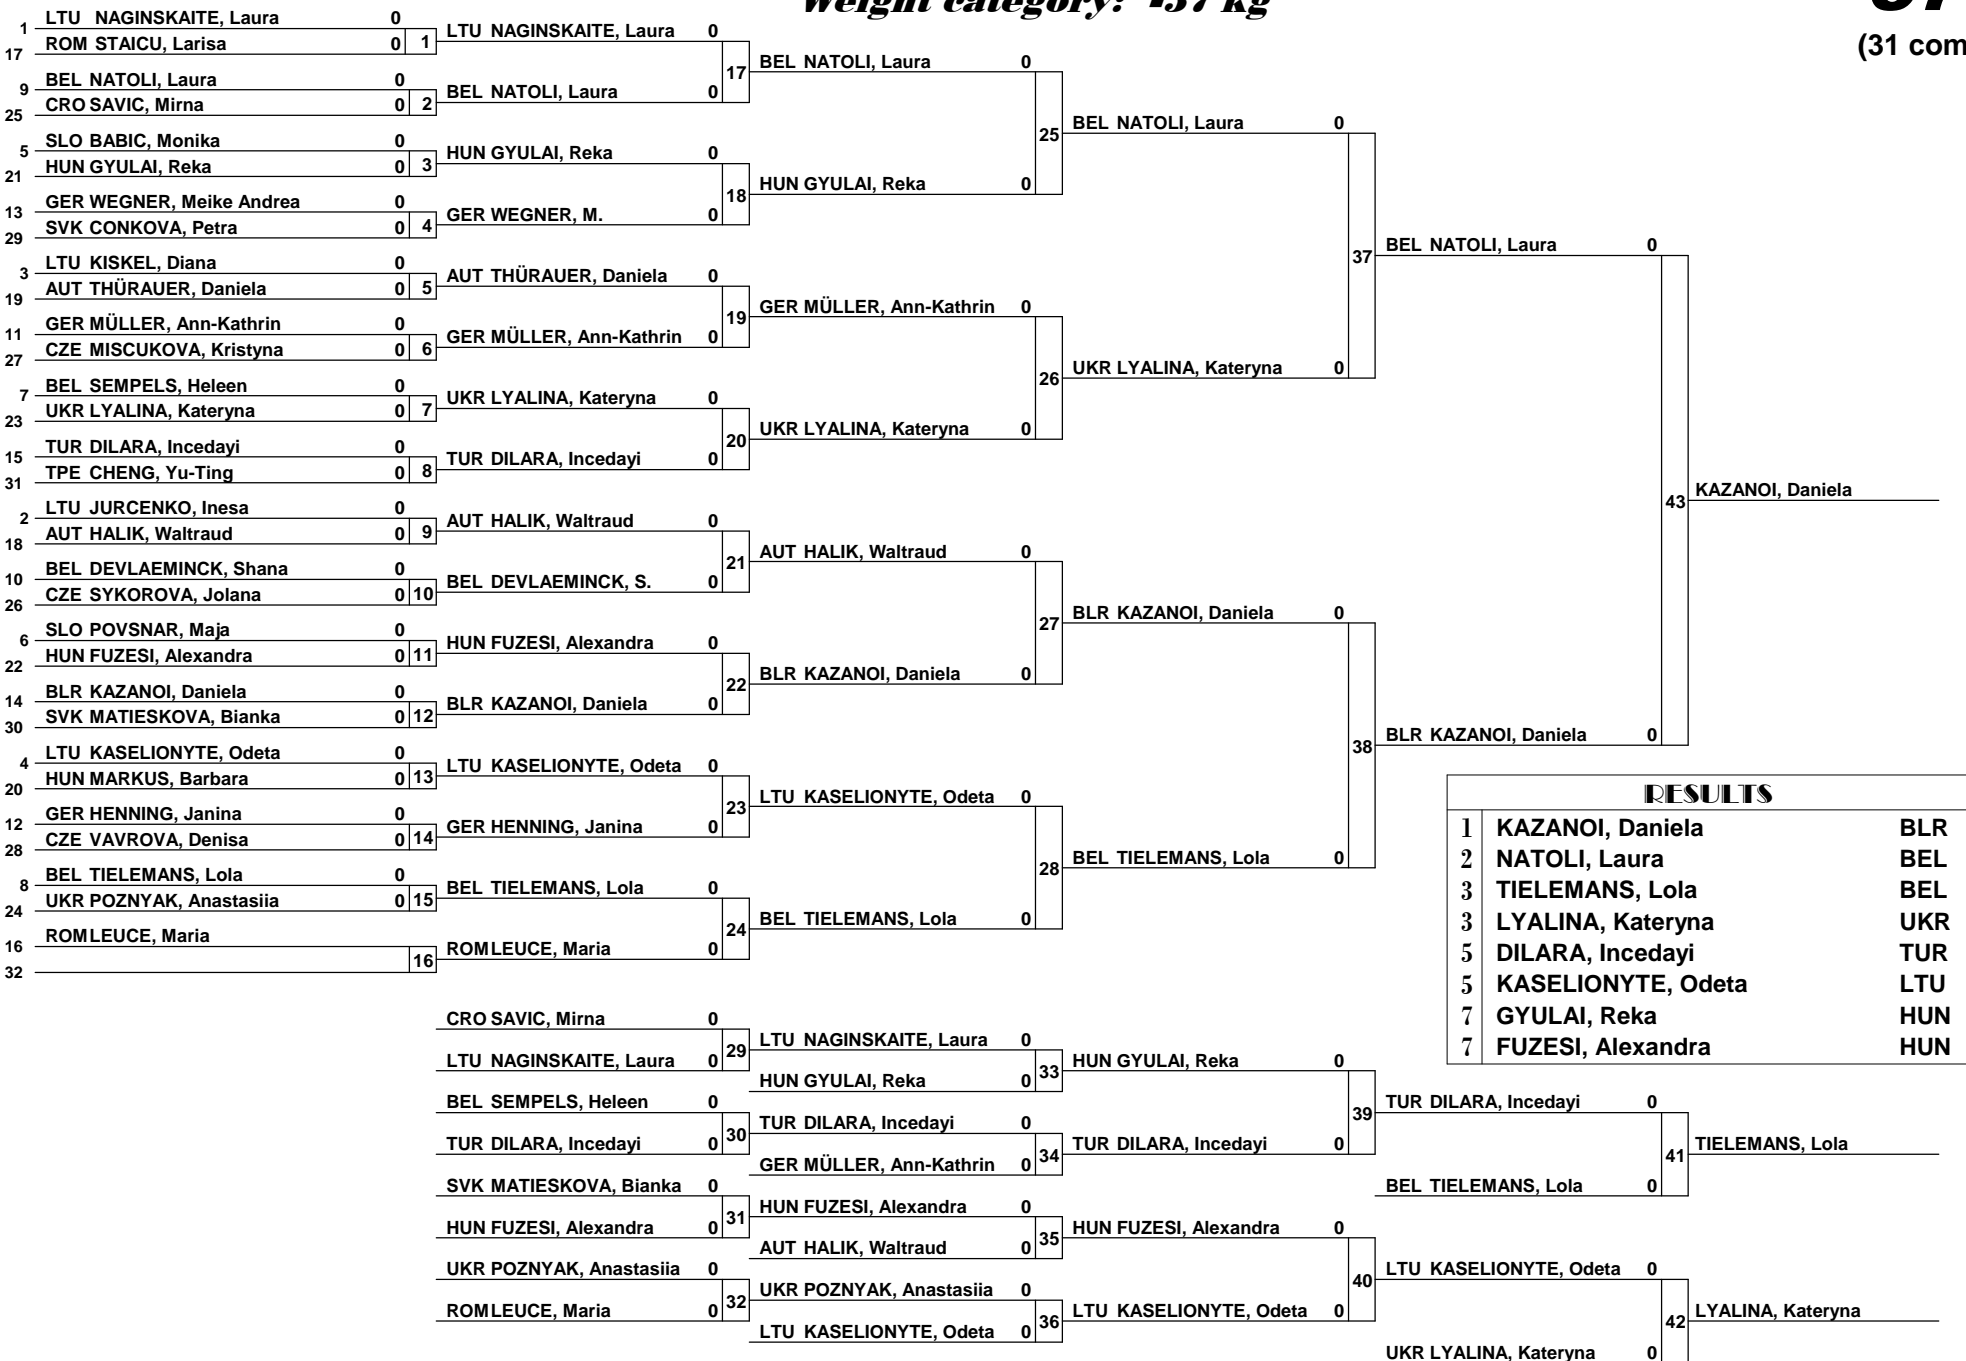 Weight category: -57 kg
(31 com
1 LTU NAGINSKAITE, Laura 0
17 ROM STAICU, Larisa 0 1
9 BEL NATOLI, Laura 0
25 CRO SAVIC, Mirna 0 2
5 SLO BABIC, Monika 0
21 HUN GYULAI, Reka 0 3
13 GER WEGNER, Meike Andrea 0
29 SVK CONKOVA, Petra 0 4
3 LTU KISKEL, Diana 0
19 AUT THÜRAUER, Daniela 0 5
11 GER MÜLLER, Ann-Kathrin 0
27 CZE MISCUKOVA, Kristyna 0 6
7 BEL SEMPELS, Heleen 0
23 UKR LYALINA, Kateryna 0 7
15 TUR DILARA, Incedayi 0
31 TPE CHENG, Yu-Ting 0 8
2 LTU JURCENKO, Inesa 0
18 AUT HALIK, Waltraud 0 9
10 BEL DEVLAEMINCK, Shana 0
26 CZE SYKOROVA, Jolana 0 10
6 SLO POVSNAR, Maja 0
22 HUN FUZESI, Alexandra 0 11
14 BLR KAZANOI, Daniela 0
30 SVK MATIESKOVA, Bianka 0 12
4 LTU KASELIONYTE, Odeta 0
20 HUN MARKUS, Barbara 0 13
12 GER HENNING, Janina 0
28 CZE VAVROVA, Denisa 0 14
8 BEL TIELEMANS, Lola 0
24 UKR POZNYAK, Anastasiia 0 15
16 ROM LEUCE, Maria
32 16
LTU NAGINSKAITE, Laura 0
17
BEL NATOLI, Laura 0
HUN GYULAI, Reka 0
18
GER WEGNER, M. 0
AUT THÜRAUER, Daniela 0
19
GER MÜLLER, Ann-Kathrin 0
UKR LYALINA, Kateryna 0
20
TUR DILARA, Incedayi 0
AUT HALIK, Waltraud 0
21
BEL DEVLAEMINCK, S. 0
HUN FUZESI, Alexandra 0
22
BLR KAZANOI, Daniela 0
LTU KASELIONYTE, Odeta 0
23
GER HENNING, Janina 0
BEL TIELEMANS, Lola 0
24
ROM LEUCE, Maria 0
BEL NATOLI, Laura 0
25
HUN GYULAI, Reka 0
GER MÜLLER, Ann-Kathrin 0
26
UKR LYALINA, Kateryna 0
AUT HALIK, Waltraud 0
27
BLR KAZANOI, Daniela 0
LTU KASELIONYTE, Odeta 0
28
BEL TIELEMANS, Lola 0
BEL NATOLI, Laura 0
37
UKR LYALINA, Kateryna 0
BLR KAZANOI, Daniela 0
38
BEL TIELEMANS, Lola 0
BEL NATOLI, Laura 0
43
BLR KAZANOI, Daniela 0
KAZANOI, Daniela
RESULTS
1 KAZANOI, Daniela BLR
2 NATOLI, Laura BEL
3 TIELEMANS, Lola BEL
3 LYALINA, Kateryna UKR
5 DILARA, Incedayi TUR
5 KASELIONYTE, Odeta LTU
7 GYULAI, Reka HUN
7 FUZESI, Alexandra HUN
CRO SAVIC, Mirna 0
29
LTU NAGINSKAITE, Laura 0
BEL SEMPELS, Heleen 0
30
TUR DILARA, Incedayi 0
SVK MATIESKOVA, Bianka 0
31
HUN FUZESI, Alexandra 0
UKR POZNYAK, Anastasiia 0
32
ROM LEUCE, Maria 0
LTU NAGINSKAITE, Laura 0
33
HUN GYULAI, Reka 0
TUR DILARA, Incedayi 0
34
GER MÜLLER, Ann-Kathrin 0
HUN FUZESI, Alexandra 0
35
AUT HALIK, Waltraud 0
UKR POZNYAK, Anastasiia 0
36
LTU KASELIONYTE, Odeta 0
HUN GYULAI, Reka 0
39
TUR DILARA, Incedayi 0
HUN FUZESI, Alexandra 0
40
LTU KASELIONYTE, Odeta 0
TUR DILARA, Incedayi 0
41
BEL TIELEMANS, Lola 0
LTU KASELIONYTE, Odeta 0
42
UKR LYALINA, Kateryna 0
TIELEMANS, Lola
LYALINA, Kateryna